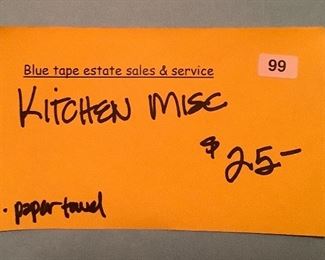 Blue tape estate sales & service
99
KITCHEN MISC
$25-
• paper towel